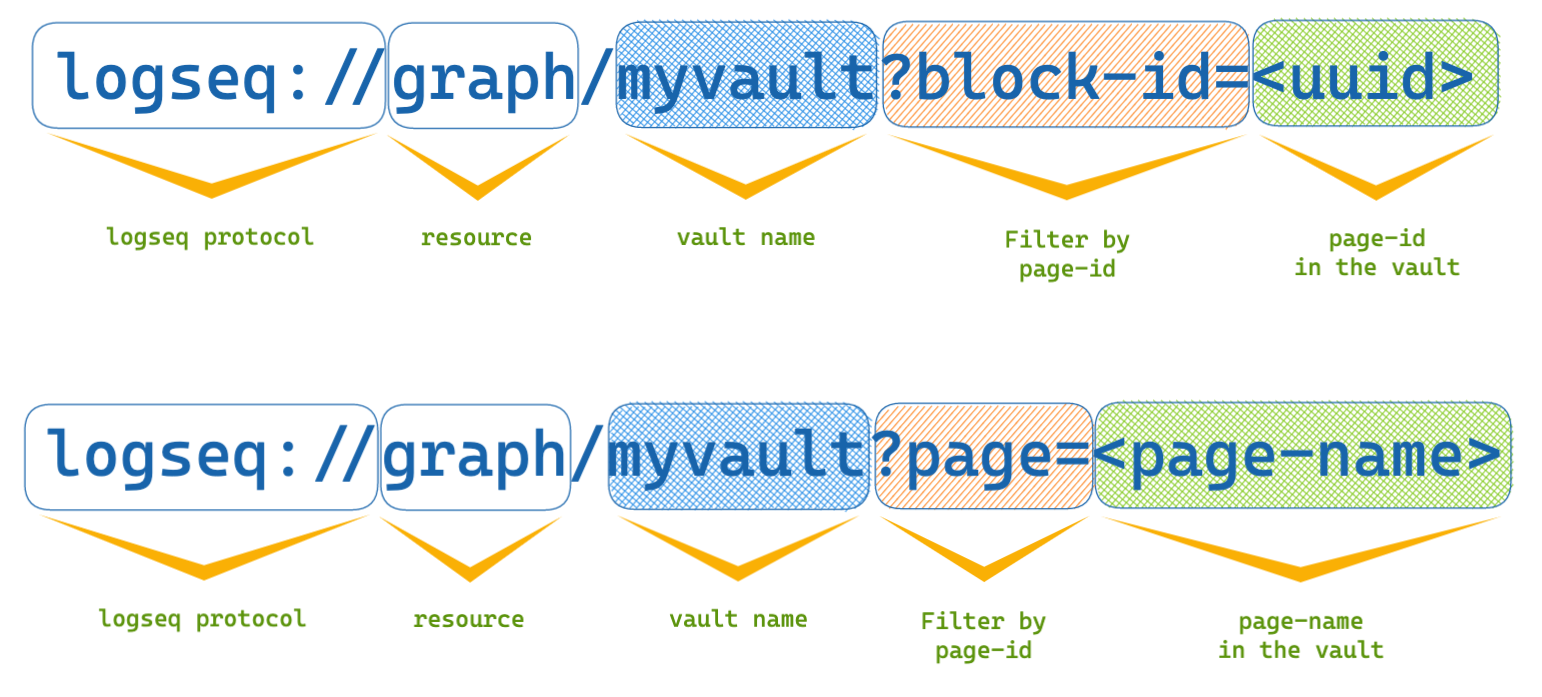 logseq://graph/myvault?block-id=<uuid>
logseq protocol
resource
vault name
Filter by
page-id
page-id
in the vault
logseq://graph/myvault?page=<page-name>
logseq protocol
resource
vault name
Filter by
page-id
page-name
in the vault